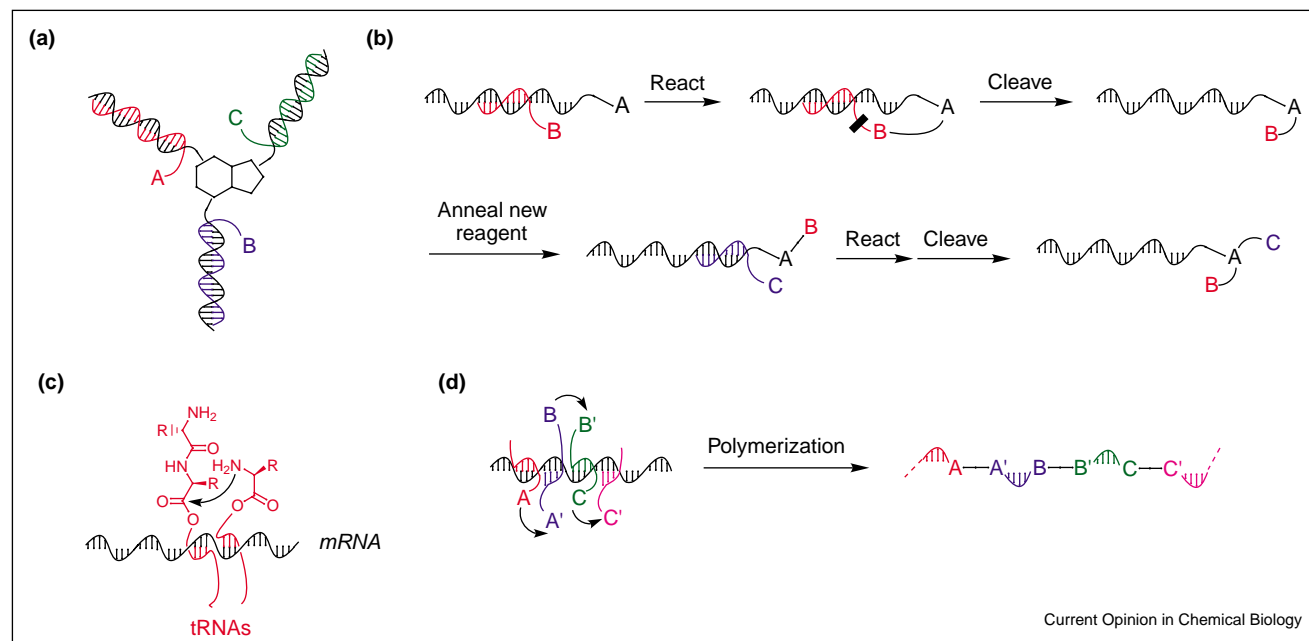 (a)
C
A
B
(b)
A
B
React
A
B
Cleave
A
B
Anneal new
reagent
B
A
C
React
Cleave
A
C
B
(c)
NH2
R
O
HN
H2N
R
R
O
O
O
O
mRNA
tRNAs
(d)
B
B'
A
C
A'
C'
Polymerization
A
A'
B
B'
C
C'
Current Opinion in Chemical Biology